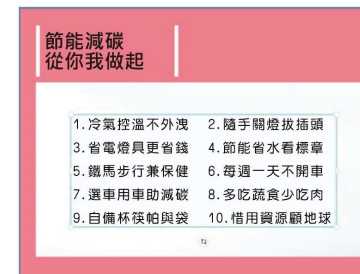 節能減碳
從你我做起
1.冷氣控溫不外洩 2.隨手關燈拔插頭
3.省電燈具更省錢 4.節能省水看標章
5.鐵馬步行兼保健 6.每週一天不開車
7.選車用車助減碳 8.多吃蔬食少吃肉
9.自備杯筷帕與袋 10.惜用資源顧地球